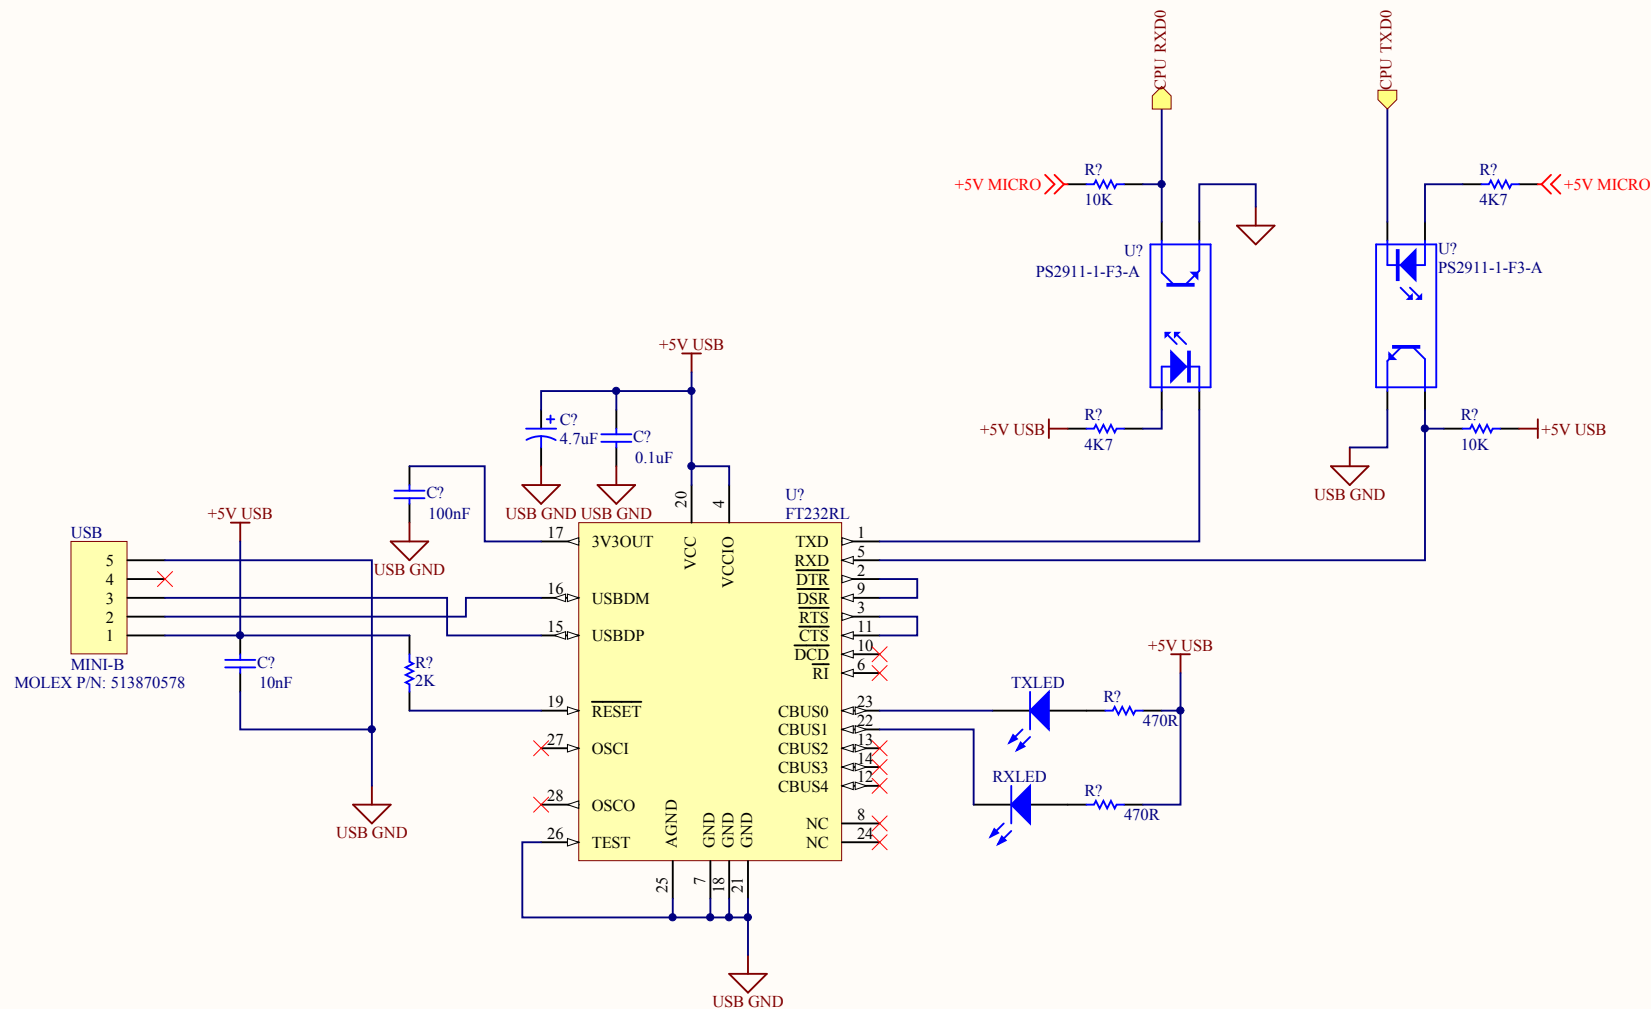 CPU RXD0
CPU TXD0
+5V MICRO
R?
10K
R?
4K7
+5V MICRO
U?
PS2911-1-F3-A
U?
PS2911-1-F3-A
+5V USB
+5V USB
R?
4K7
R?
10K
+5V USB
USB GND
C?
4.7uF
C?
0.1uF
USB GND
USB GND
C?
100nF
USB GND
+5V USB
USB
5
4
3
2
1
MINI-B
MOLEX P/N: 513870578
C?
10nF
R?
2K
USB GND
U?
FT232RL
20
4
VCC
VCCIO
17
3V3OUT
16
USBDM
15
USBDP
19
RESET
27
OSCI
28
OSCO
26
TEST
TXD
1
RXD
5
DTR
2
DSR
9
RTS
3
CTS
11
DCD
10
RI
6
CBUS0
23
CBUS1
22
CBUS2
13
CBUS3
14
CBUS4
12
NC
8
NC
24
AGND
GND
GND
GND
25
7
18
21
USB GND
+5V USB
TXLED
R?
470R
RXLED
R?
470R